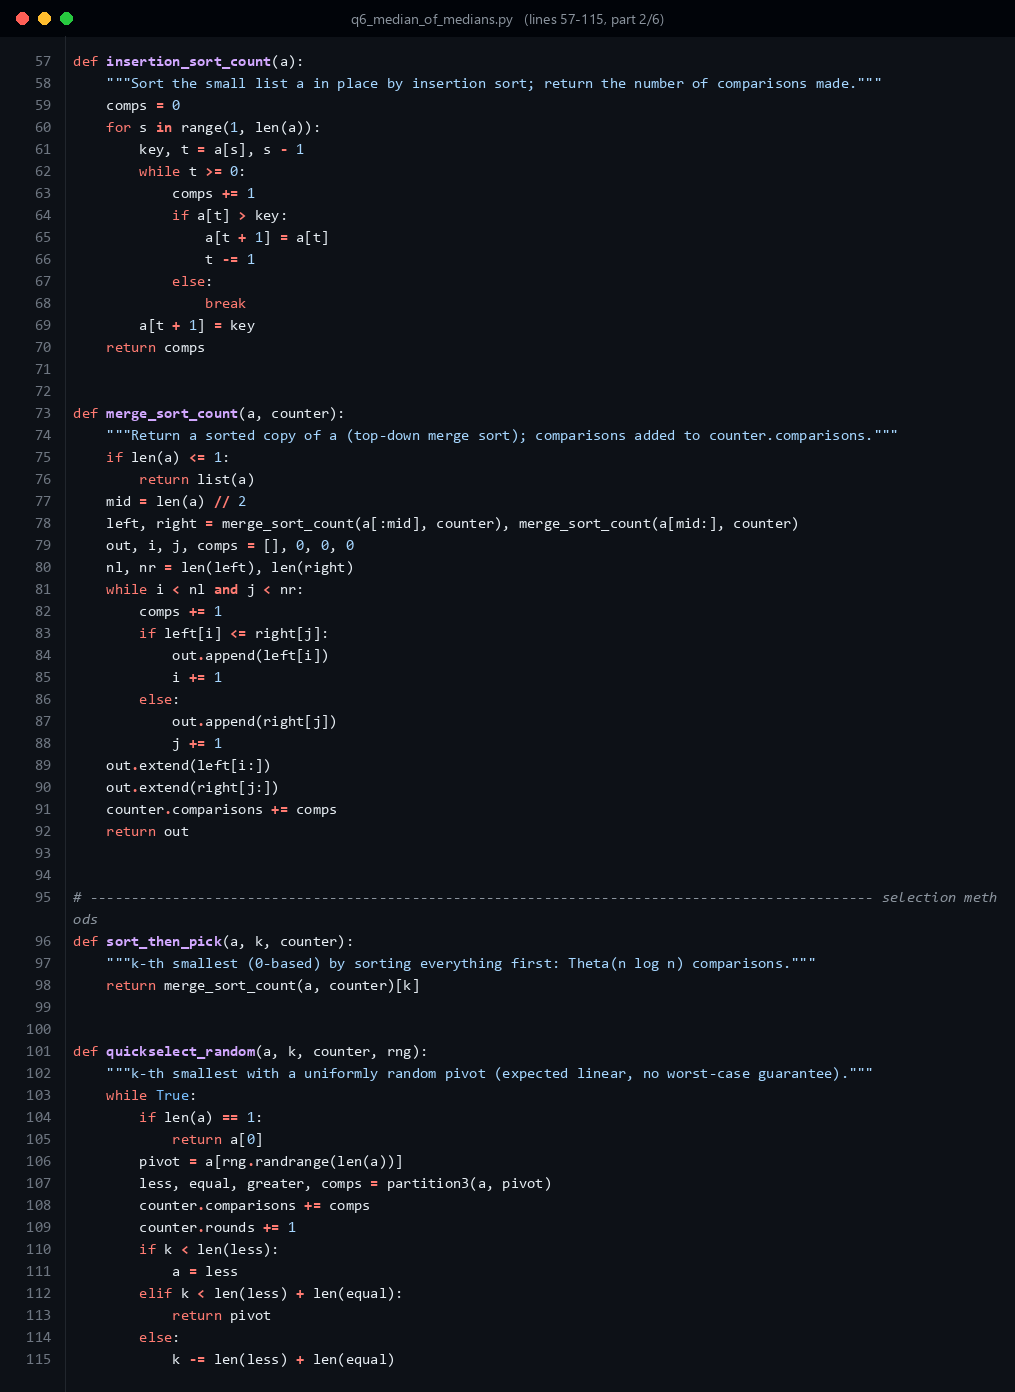 q6_median_of_medians.py   (lines 57-115, part 2/6)
57 def insertion_sort_count(a):
58     """Sort the small list a in place by insertion sort; return the number of comparisons made."""
59     comps = 0
60     for s in range(1, len(a)):
61         key, t = a[s], s - 1
62         while t >= 0:
63             comps += 1
64             if a[t] > key:
65                 a[t + 1] = a[t]
66                 t -= 1
67             else:
68                 break
69         a[t + 1] = key
70     return comps
71
72
73 def merge_sort_count(a, counter):
74     """Return a sorted copy of a (top-down merge sort); comparisons added to counter.comparisons."""
75     if len(a) <= 1:
76         return list(a)
77     mid = len(a) // 2
78     left, right = merge_sort_count(a[:mid], counter), merge_sort_count(a[mid:], counter)
79     out, i, j, comps = [], 0, 0, 0
80     nl, nr = len(left), len(right)
81     while i < nl and j < nr:
82         comps += 1
83         if left[i] <= right[j]:
84             out.append(left[i])
85             i += 1
86         else:
87             out.append(right[j])
88             j += 1
89     out.extend(left[i:])
90     out.extend(right[j:])
91     counter.comparisons += comps
92     return out
93
94
95 # ----------------------------------------------------------------------------------------------- selection meth
ods
96 def sort_then_pick(a, k, counter):
97     """k-th smallest (0-based) by sorting everything first: Theta(n log n) comparisons."""
98     return merge_sort_count(a, counter)[k]
99
100
101 def quickselect_random(a, k, counter, rng):
102     """k-th smallest with a uniformly random pivot (expected linear, no worst-case guarantee)."""
103     while True:
104         if len(a) == 1:
105             return a[0]
106         pivot = a[rng.randrange(len(a))]
107         less, equal, greater, comps = partition3(a, pivot)
108         counter.comparisons += comps
109         counter.rounds += 1
110         if k < len(less):
111             a = less
112         elif k < len(less) + len(equal):
113             return pivot
114         else:
115             k -= len(less) + len(equal)